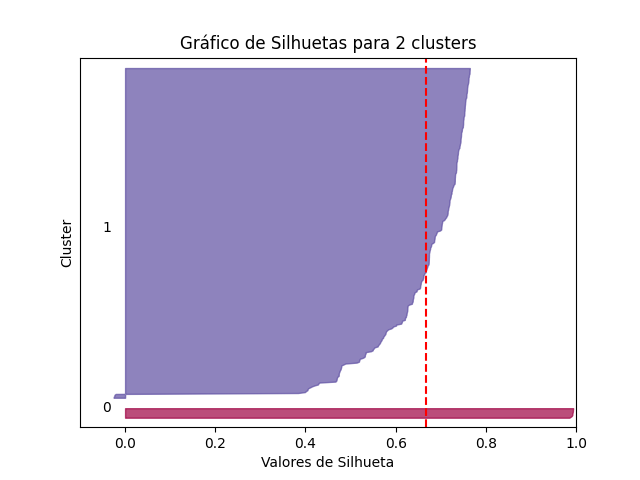 Gráfico de Silhuetas para 2 clusters
Cluster
1
0
0.0 0.2 0.4 0.6 0.8 1.0
Valores de Silhueta